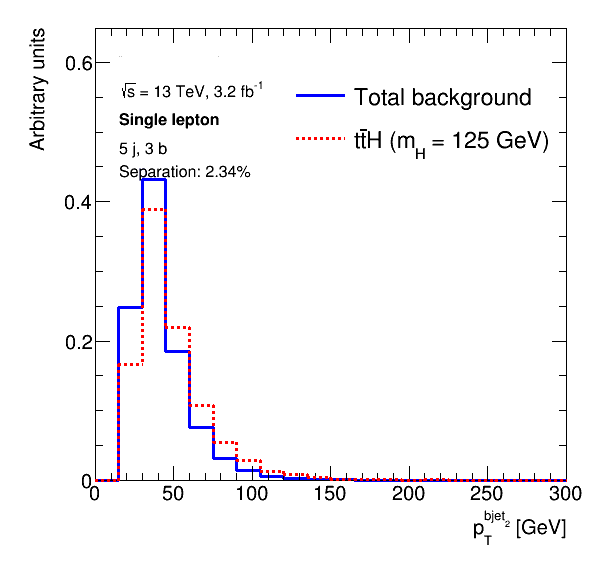 Arbitrary units
0.6
0.4
0.2
0
√s = 13 TeV, 3.2 fb⁻¹
Single lepton
5 j, 3 b
Separation: 2.34%
Total background
tt̄H (m_H = 125 GeV)
0 50 100 150 200 250 300
p_T^{bjet_2} [GeV]